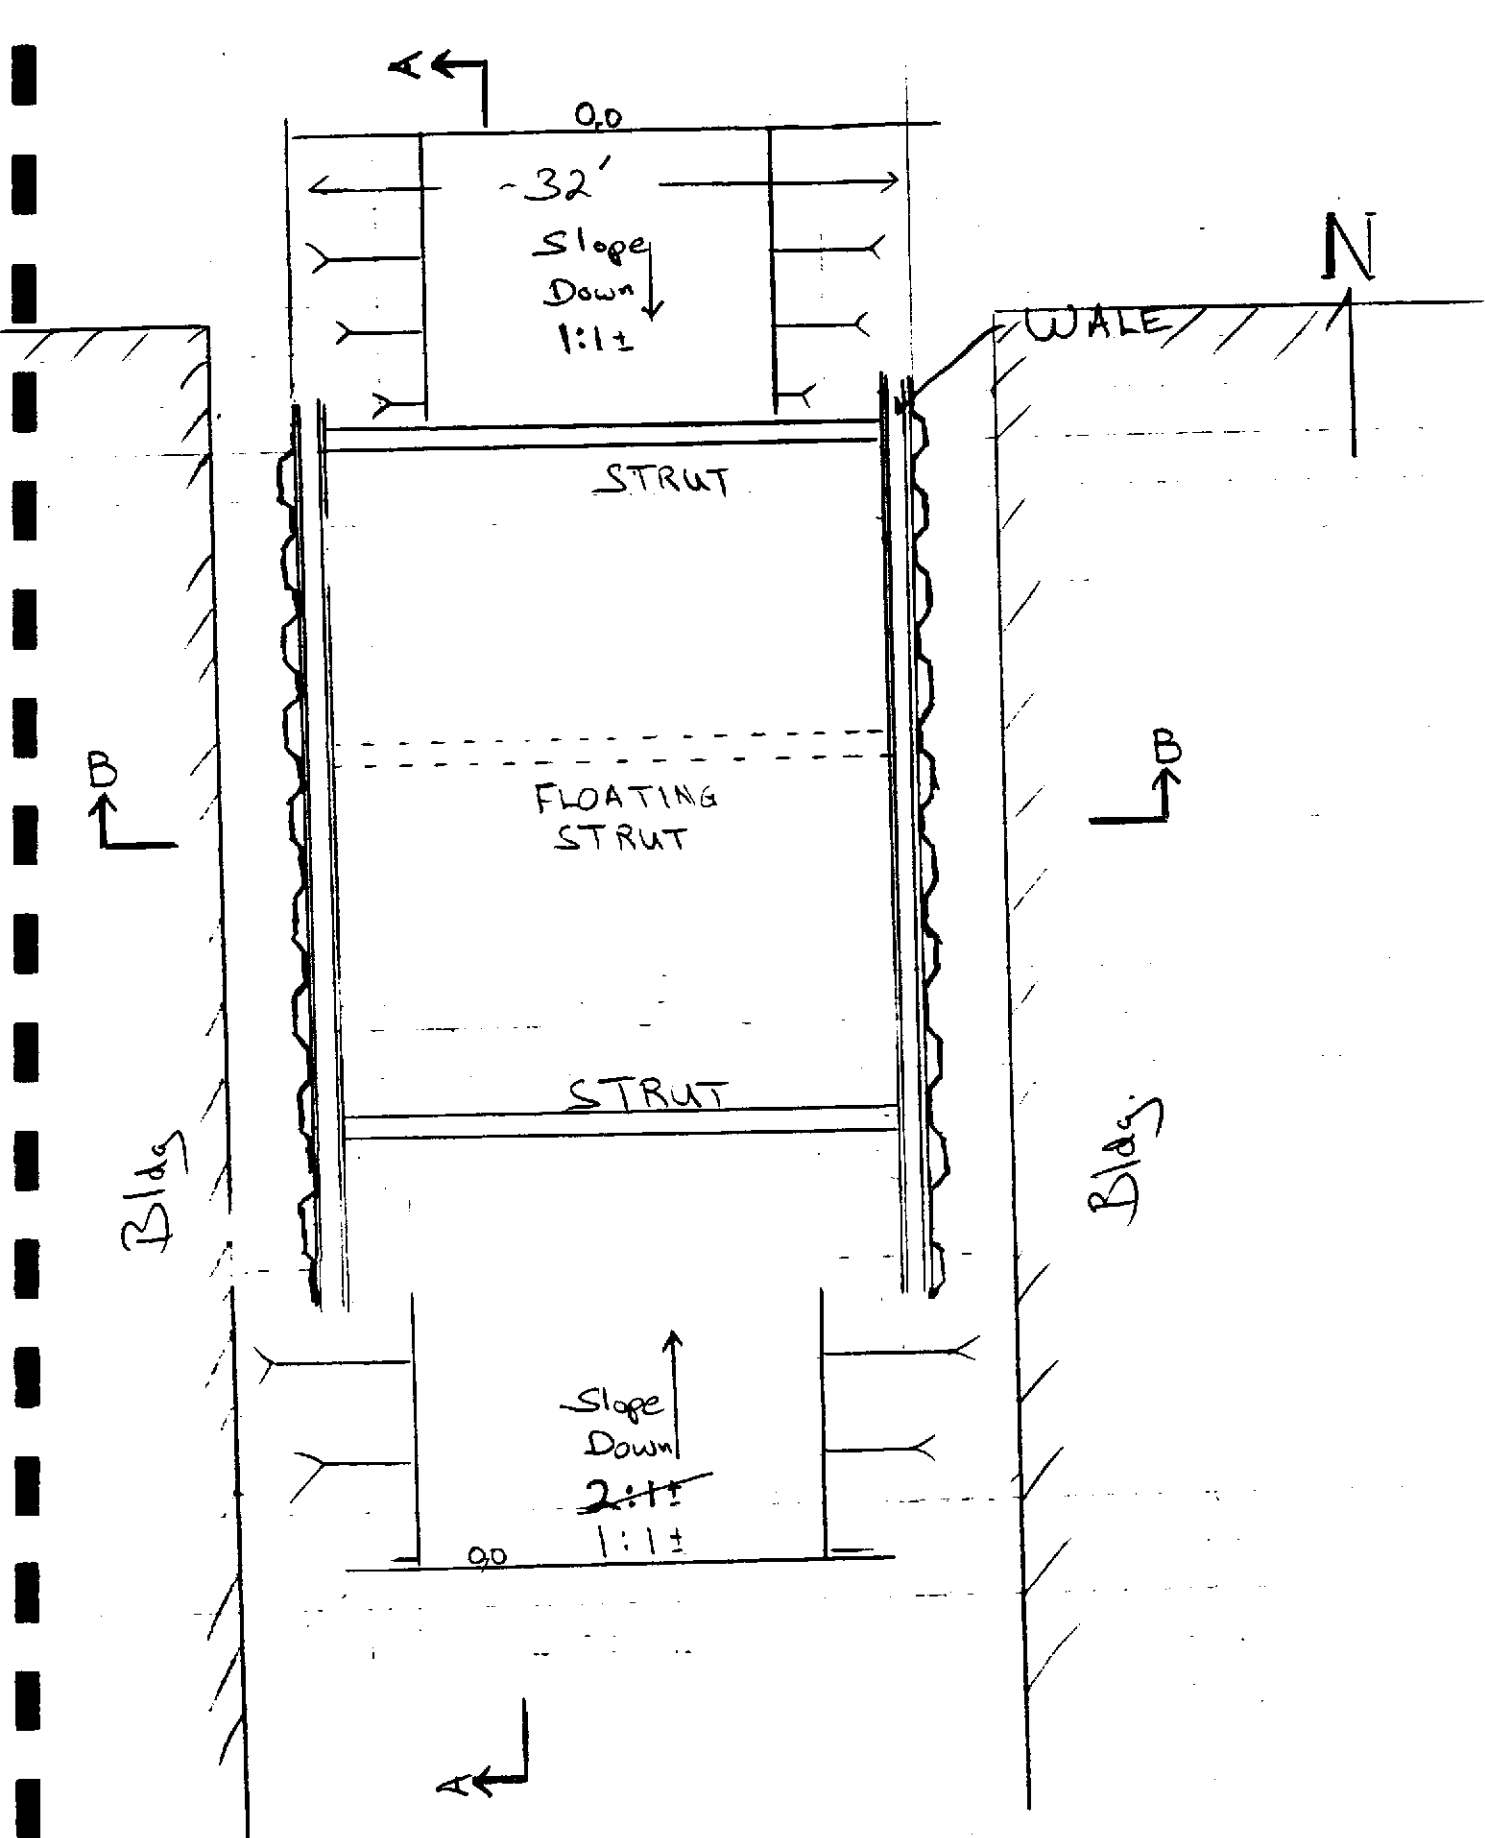 A
0,0
~32'
Slope
Down
1:1±
N
WALE
STRUT
B
B
FLOATING
STRUT
STRUT
Bldg
Bldg.
Slope
Down
2:1±
1:1±
0,0
A